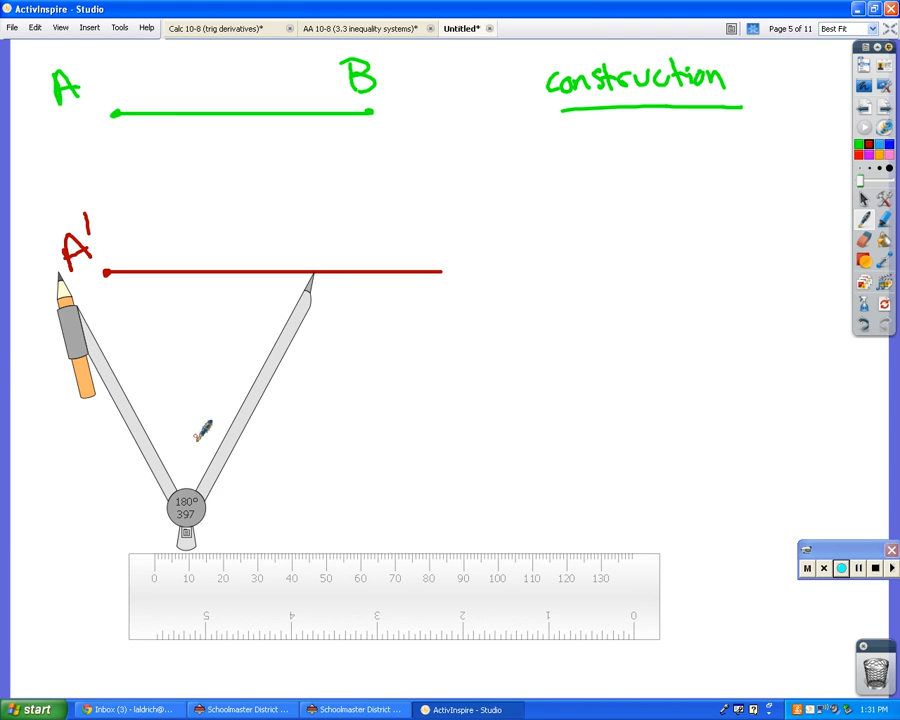 ActivInspire - Studio
File Edit View Insert Tools Help Calc 10-8 (trig derivatives)* AA 10-8 (3.3 inequality systems)* Untitled* Page 5 of 11 Best Fit
A B construction
A'
180°
397
0 10 20 30 40 50 60 70 80 90 100 110 120 130
5 4 3 2 1 0
M
start Inbox (3) - laldrich@... Schoolmaster District ... Schoolmaster District ... ActivInspire - Studio 1:31 PM